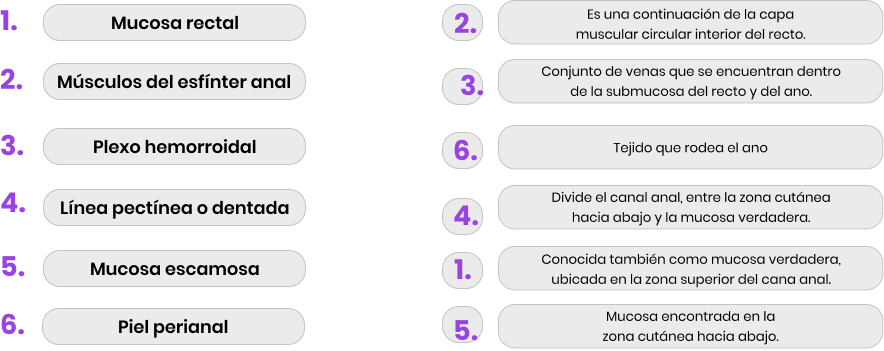 1. Mucosa rectal
2. Músculos del esfínter anal
3. Plexo hemorroidal
4. Línea pectínea o dentada
5. Mucosa escamosa
6. Piel perianal
2. Es una continuación de la capa
muscular circular interior del recto.
3. Conjunto de venas que se encuentran dentro
de la submucosa del recto y del ano.
6. Tejido que rodea el ano
4. Divide el canal anal, entre la zona cutánea
hacia abajo y la mucosa verdadera.
1. Conocida también como mucosa verdadera,
ubicada en la zona superior del cana anal.
5. Mucosa encontrada en la
zona cutánea hacia abajo.